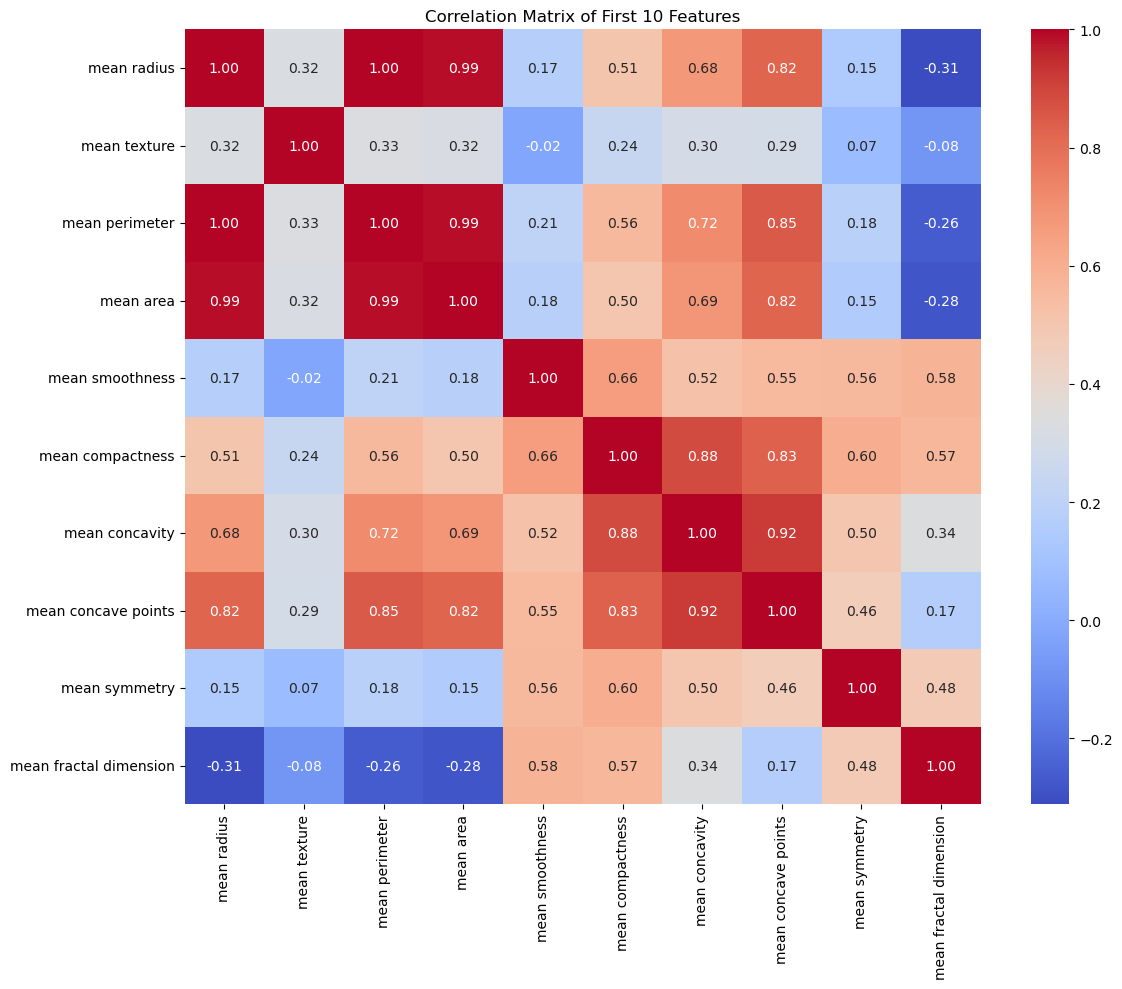 Correlation Matrix of First 10 Features
mean radius 1.00 0.32 1.00 0.99 0.17 0.51 0.68 0.82 0.15 -0.31
mean texture 0.32 1.00 0.33 0.32 -0.02 0.24 0.30 0.29 0.07 -0.08
mean perimeter 1.00 0.33 1.00 0.99 0.21 0.56 0.72 0.85 0.18 -0.26
mean area 0.99 0.32 0.99 1.00 0.18 0.50 0.69 0.82 0.15 -0.28
mean smoothness 0.17 -0.02 0.21 0.18 1.00 0.66 0.52 0.55 0.56 0.58
mean compactness 0.51 0.24 0.56 0.50 0.66 1.00 0.88 0.83 0.60 0.57
mean concavity 0.68 0.30 0.72 0.69 0.52 0.88 1.00 0.92 0.50 0.34
mean concave points 0.82 0.29 0.85 0.82 0.55 0.83 0.92 1.00 0.46 0.17
mean symmetry 0.15 0.07 0.18 0.15 0.56 0.60 0.50 0.46 1.00 0.48
mean fractal dimension -0.31 -0.08 -0.26 -0.28 0.58 0.57 0.34 0.17 0.48 1.00
mean radius
mean texture
mean perimeter
mean area
mean smoothness
mean compactness
mean concavity
mean concave points
mean symmetry
mean fractal dimension
1.0
0.8
0.6
0.4
0.2
0.0
−0.2